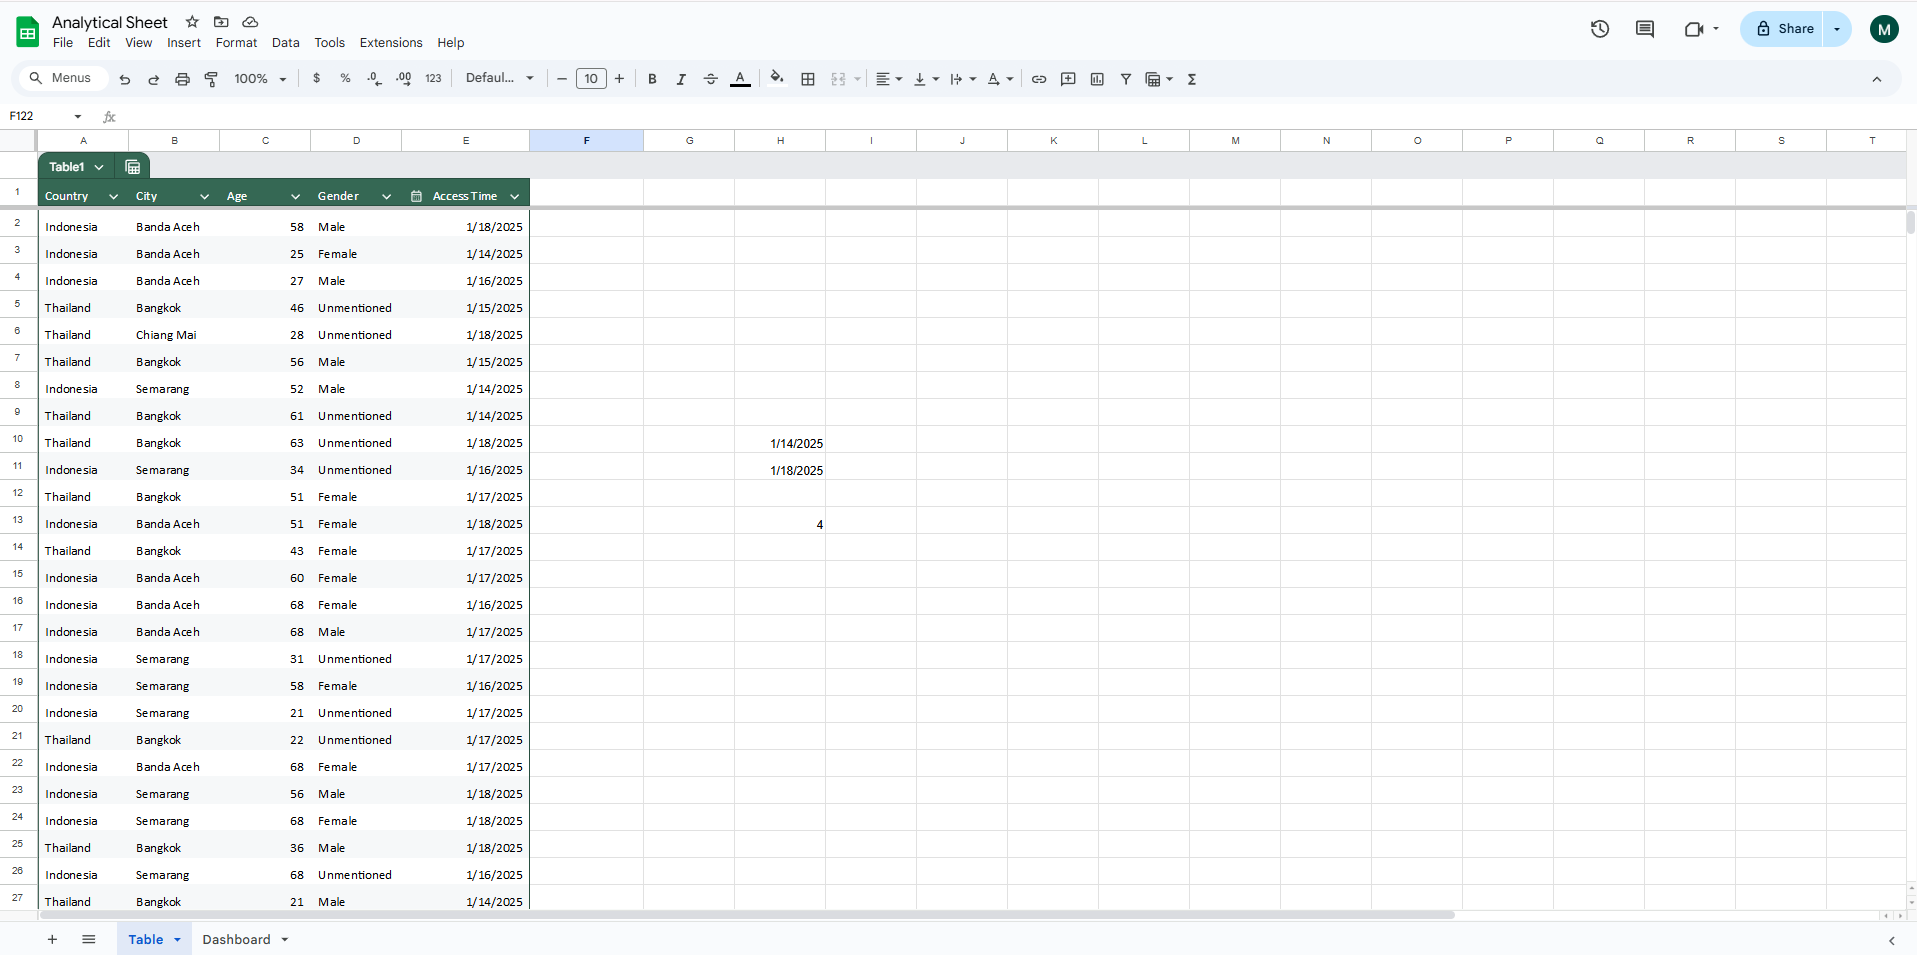 Analytical Sheet
File Edit View Insert Format Data Tools Extensions Help
Share
M
Menus 100% $ % .0 .00 123 Defaul... 10 B I S A Σ
F122 fx
A B C D E F G H I J K L M N O P Q R S T
Table1
1 Country City Age Gender Access Time
2 Indonesia Banda Aceh 58 Male 1/18/2025
3 Indonesia Banda Aceh 25 Female 1/14/2025
4 Indonesia Banda Aceh 27 Male 1/16/2025
5 Thailand Bangkok 46 Unmentioned 1/15/2025
6 Thailand Chiang Mai 28 Unmentioned 1/18/2025
7 Thailand Bangkok 56 Male 1/15/2025
8 Indonesia Semarang 52 Male 1/14/2025
9 Thailand Bangkok 61 Unmentioned 1/14/2025
10 Thailand Bangkok 63 Unmentioned 1/18/2025 1/14/2025
11 Indonesia Semarang 34 Unmentioned 1/16/2025 1/18/2025
12 Thailand Bangkok 51 Female 1/17/2025
13 Indonesia Banda Aceh 51 Female 1/18/2025 4
14 Thailand Bangkok 43 Female 1/17/2025
15 Indonesia Banda Aceh 60 Female 1/17/2025
16 Indonesia Banda Aceh 68 Female 1/16/2025
17 Indonesia Banda Aceh 68 Male 1/17/2025
18 Indonesia Semarang 31 Unmentioned 1/17/2025
19 Indonesia Semarang 58 Female 1/16/2025
20 Indonesia Semarang 21 Unmentioned 1/17/2025
21 Thailand Bangkok 22 Unmentioned 1/17/2025
22 Indonesia Banda Aceh 68 Female 1/17/2025
23 Indonesia Semarang 56 Male 1/18/2025
24 Indonesia Semarang 68 Female 1/18/2025
25 Thailand Bangkok 36 Male 1/18/2025
26 Indonesia Semarang 68 Unmentioned 1/16/2025
27 Thailand Bangkok 21 Male 1/14/2025
Table Dashboard